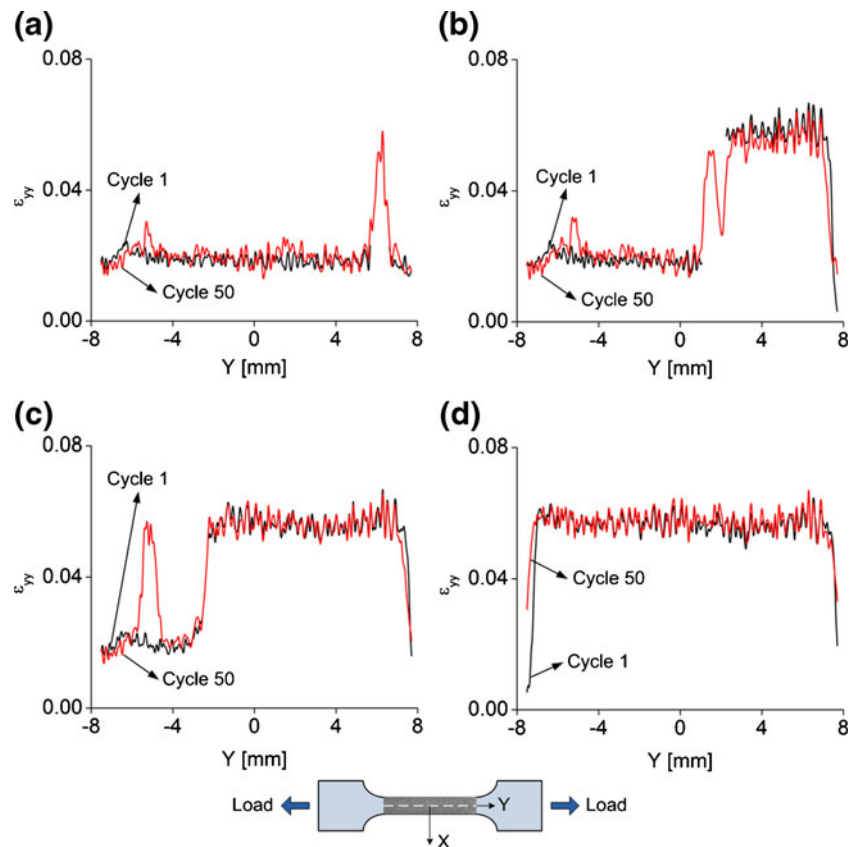 (a)
0.08
0.04
0.00
εyy
Cycle 1
Cycle 50
-8 -4 0 4 8
Y [mm]
(b)
0.08
0.04
0.00
εyy
Cycle 1
Cycle 50
-8 -4 0 4 8
Y [mm]
(c)
0.08
0.04
0.00
εyy
Cycle 1
Cycle 50
-8 -4 0 4 8
Y [mm]
(d)
0.08
0.04
0.00
εyy
Cycle 50
Cycle 1
-8 -4 0 4 8
Y [mm]
Load Y Load
X